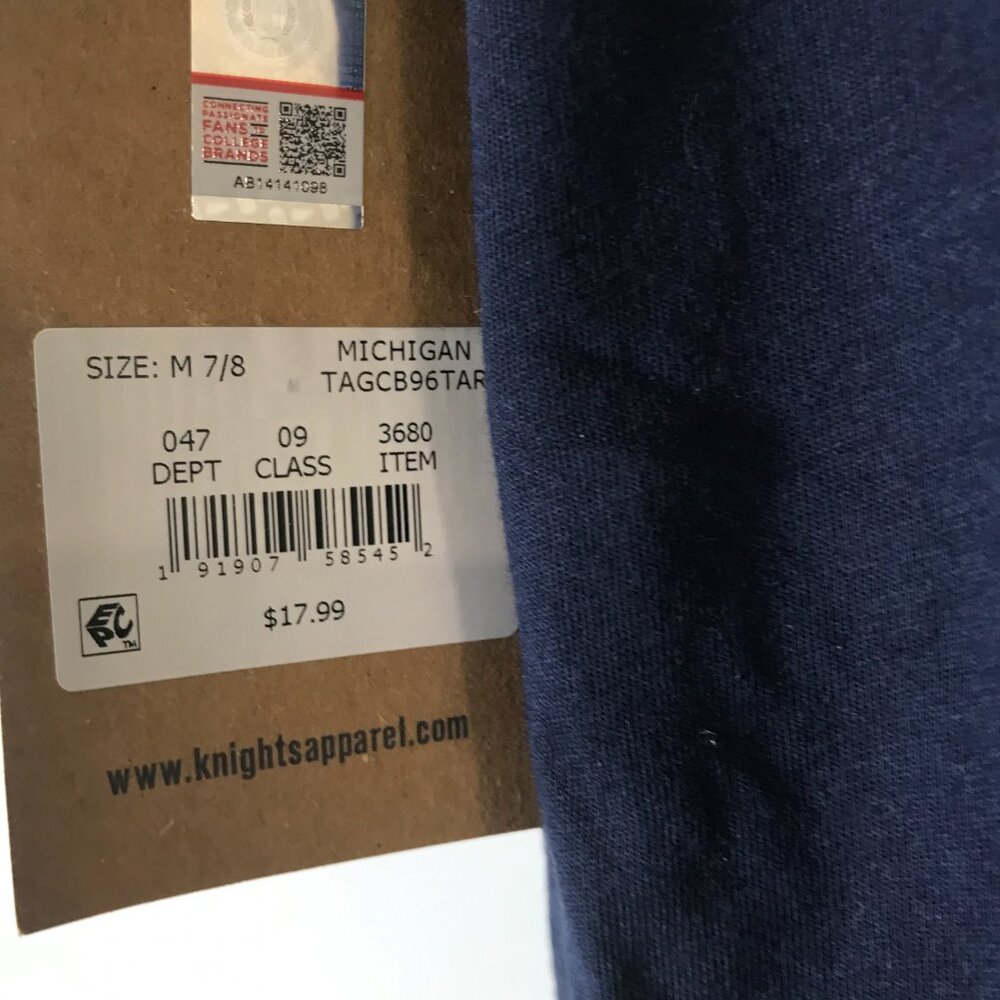 CONNECTING
PASSIONATE
FANS TO
COLLEGE
BRANDS
AB14141098
SIZE: M 7/8
MICHIGAN
TAGCB96TAR
047 09 3680
DEPT CLASS ITEM
1 91907 58545 2
$17.99
EPC TM
www.knightsapparel.com